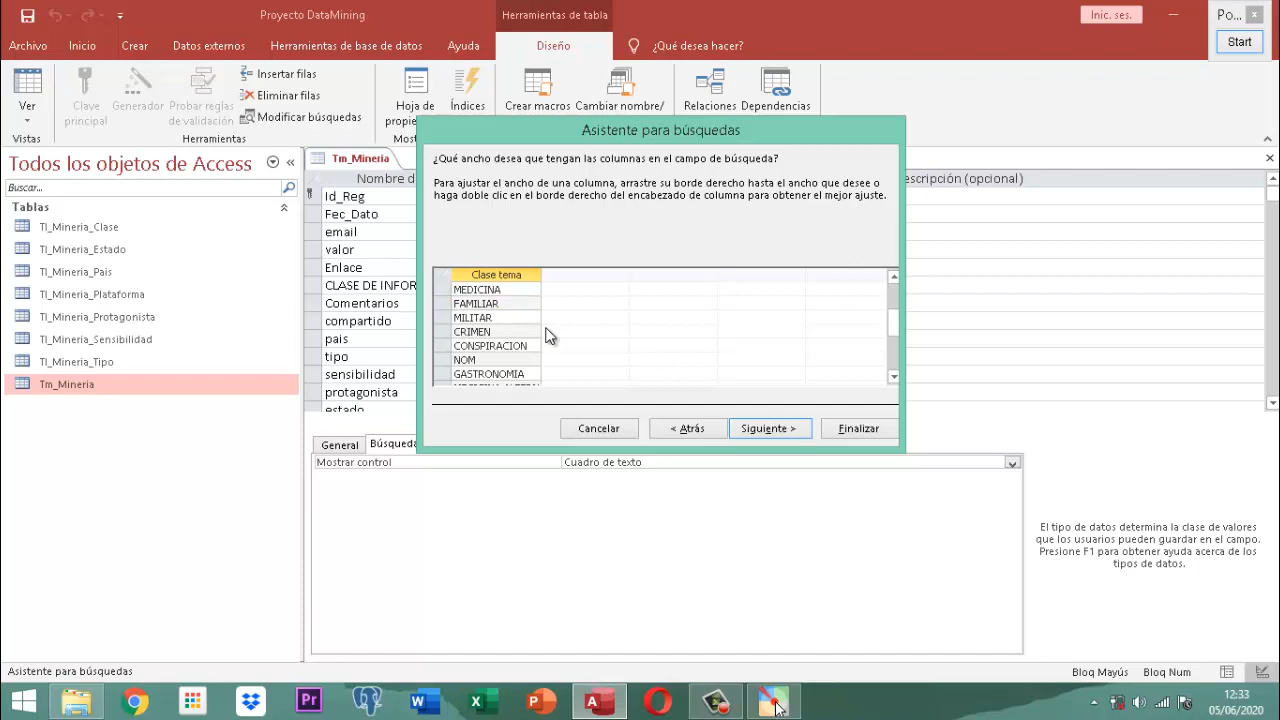 Proyecto DataMining
Herramientas de tabla
Inic. ses.
Po...
Archivo
Inicio
Crear
Datos externos
Herramientas de base de datos
Ayuda
Diseño
¿Qué desea hacer?
Start
Ver
Clave principal
Generador
Probar reglas de validación
Insertar filas
Eliminar filas
Modificar búsquedas
Hoja de
propie
Índices
Crear macros
Cambiar nombre/
Relaciones
Dependencias
Vistas
Herramientas
Mos
Asistente para búsquedas
Todos los objetos de Access
Buscar...
Tablas
Tl_Mineria_Clase
Tl_Mineria_Estado
Tl_Mineria_Pais
Tl_Mineria_Plataforma
Tl_Mineria_Protagonista
Tl_Mineria_Sensibilidad
Tl_Mineria_Tipo
Tm_Mineria
Tm_Mineria
Nombre d
scripción (opcional)
Id_Reg
Fec_Dato
email
valor
Enlace
CLASE DE INFOR
Comentarios
compartido
pais
tipo
sensibilidad
protagonista
estado
¿Qué ancho desea que tengan las columnas en el campo de búsqueda?
Para ajustar el ancho de una columna, arrastre su borde derecho hasta el ancho que desee o
haga doble clic en el borde derecho del encabezado de columna para obtener el mejor ajuste.
Clase tema
MEDICINA
FAMILIAR
MILITAR
CRIMEN
CONSPIRACION
NOM
GASTRONOMIA
Cancelar
< Atrás
Siguiente >
Finalizar
General
Búsqueda
Mostrar control
Cuadro de texto
El tipo de datos determina la clase de valores
que los usuarios pueden guardar en el campo.
Presione F1 para obtener ayuda acerca de los
tipos de datos.
Asistente para búsquedas
Bloq Mayús
Bloq Num
Pr
12:33
05/06/2020